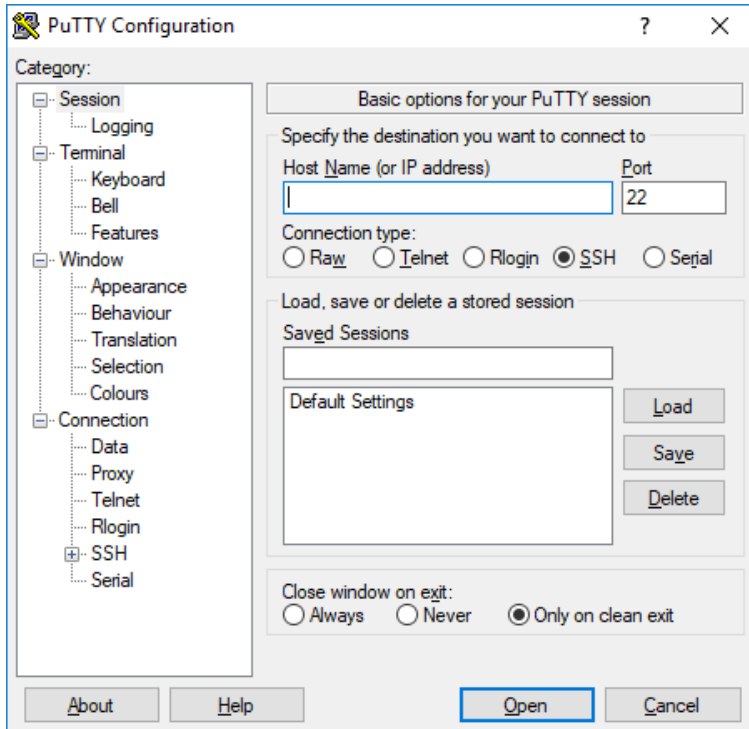 PuTTY Configuration
?
Category:
Session
Logging
Terminal
Keyboard
Bell
Features
Window
Appearance
Behaviour
Translation
Selection
Colours
Connection
Data
Proxy
Telnet
Rlogin
SSH
Serial
Basic options for your PuTTY session
Specify the destination you want to connect to
Host Name (or IP address) Port
22
Connection type:
Raw Telnet Rlogin SSH Serial
Load, save or delete a stored session
Saved Sessions
Default Settings
Load
Save
Delete
Close window on exit:
Always Never Only on clean exit
About Help Open Cancel